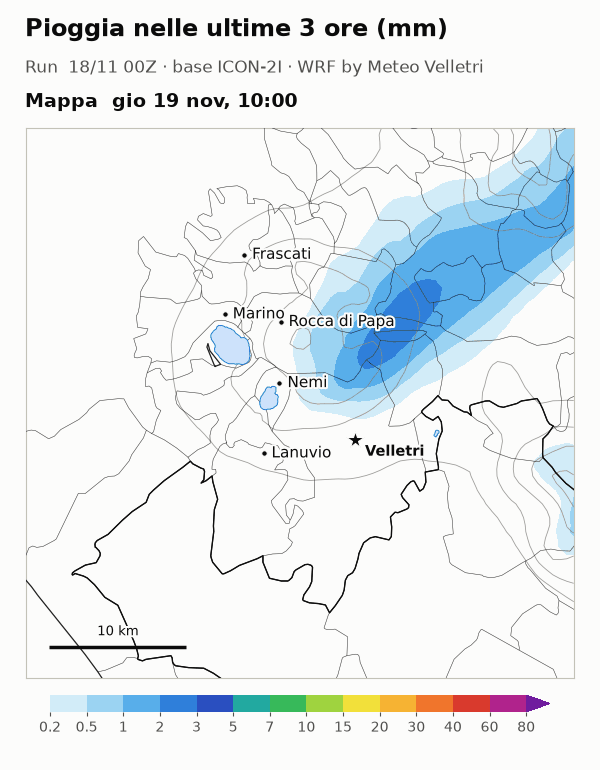 Pioggia nelle ultime 3 ore (mm)
Run 18/11 00Z · base ICON-2I · WRF by Meteo Velletri
Mappa gio 19 nov, 10:00
Frascati
Marino
Rocca di Papa
Nemi
Velletri
Lanuvio
10 km
0.2 0.5 1 2 3 5 7 10 15 20 30 40 60 80